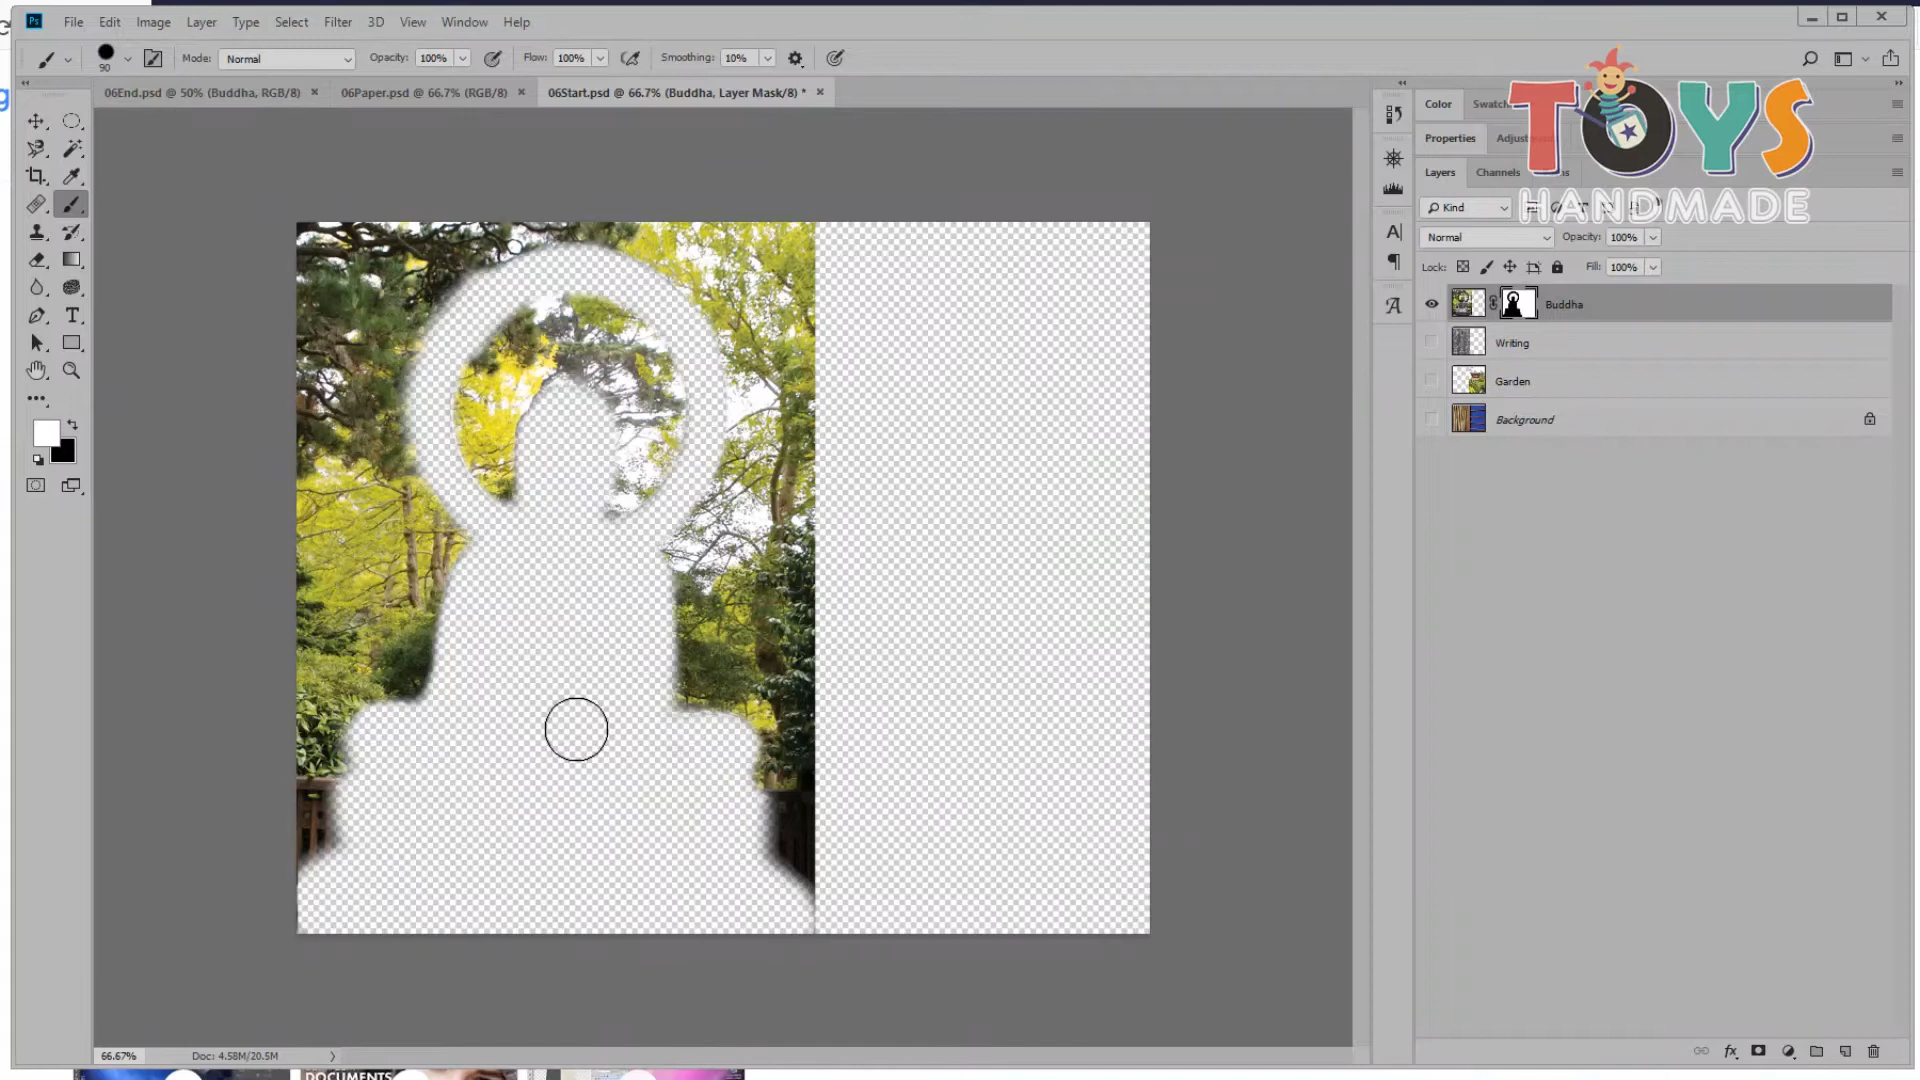 Ps File Edit Image Layer Type Select Filter 3D View Window Help
90 Mode: Normal Opacity: 100% Flow: 100% Smoothing: 10%
06End.psd @ 50% (Buddha, RGB/8) × 06Paper.psd @ 66.7% (RGB/8) × 06Start.psd @ 66.7% (Buddha, Layer Mask/8) * ×
TOYS
HANDMADE
Color
Properties
Layers Channels
Kind
Normal Opacity: 100%
Lock: Fill: 100%
Buddha
Writing
Garden
Background
66.67% Doc: 4.58M/20.5M
DOCUMENTS